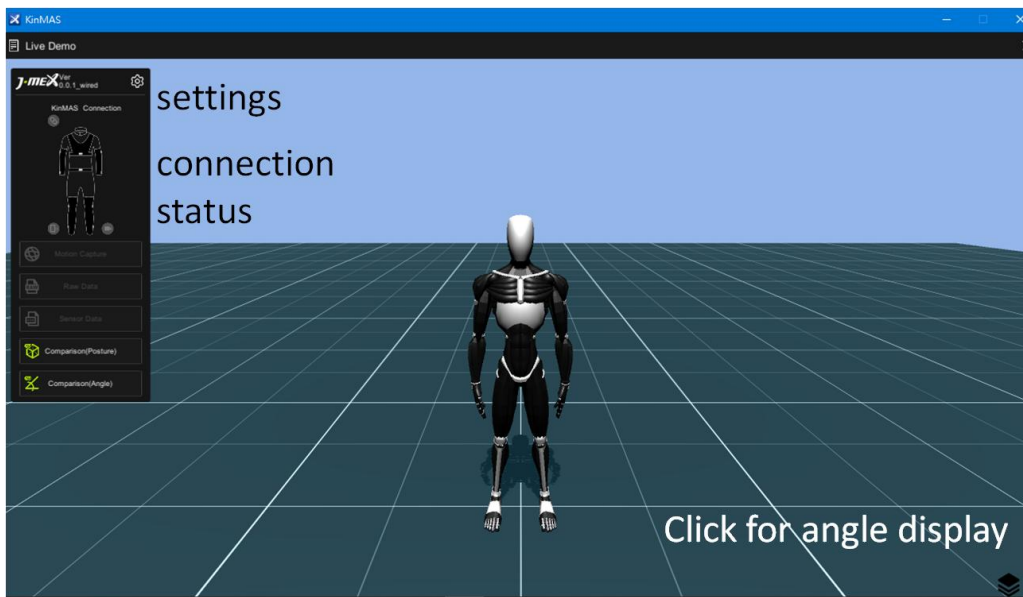 KinMAS
Live Demo
J-MEX Ver
0.0.1_wired
settings
KinMAS Connection
connection
status
Motion Capture
Raw Data
Sensor Data
Comparison(Posture)
Comparison(Angle)
Click for angle display